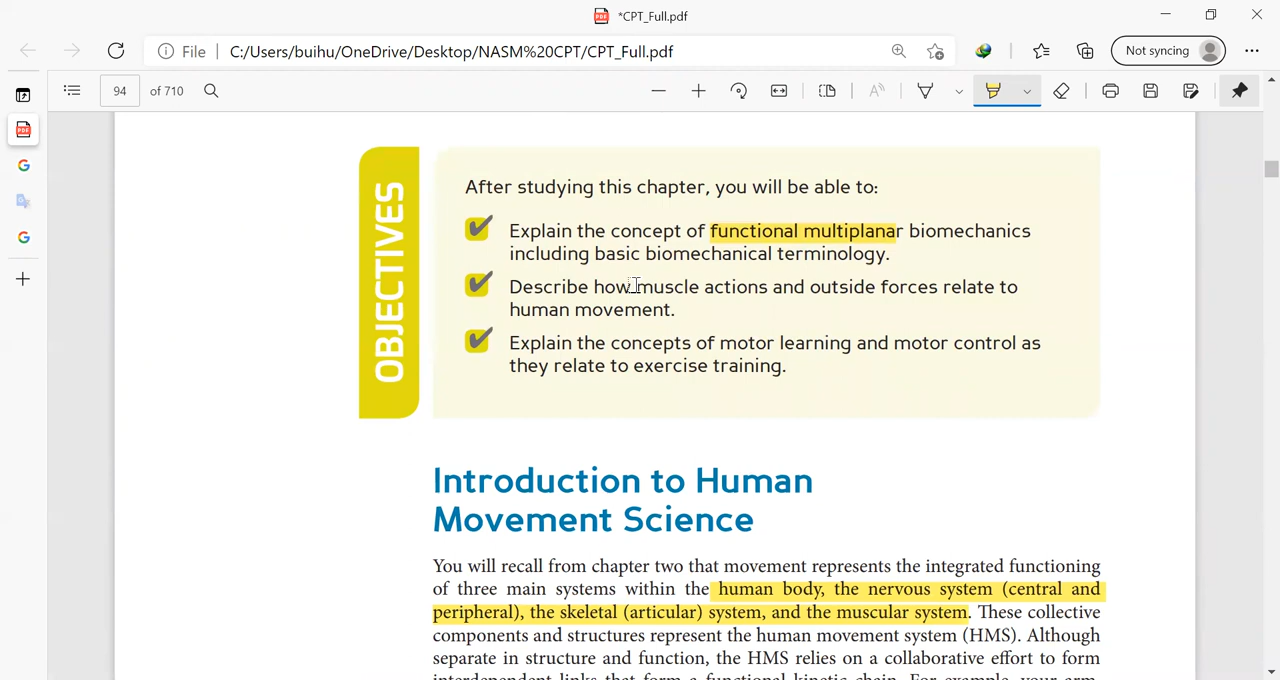 *CPT_Full.pdf
File
C:/Users/buihu/OneDrive/Desktop/NASM%20CPT/CPT_Full.pdf
Not syncing
94 of 710
OBJECTIVES
After studying this chapter, you will be able to:
Explain the concept of functional multiplanar biomechanics
including basic biomechanical terminology.
Describe how muscle actions and outside forces relate to
human movement.
Explain the concepts of motor learning and motor control as
they relate to exercise training.
Introduction to Human
Movement Science
You will recall from chapter two that movement represents the integrated functioning
of three main systems within the human body, the nervous system (central and
peripheral), the skeletal (articular) system, and the muscular system. These collective
components and structures represent the human movement system (HMS). Although
separate in structure and function, the HMS relies on a collaborative effort to form
interdependent links that form a functional kinetic chain. For example, your arm